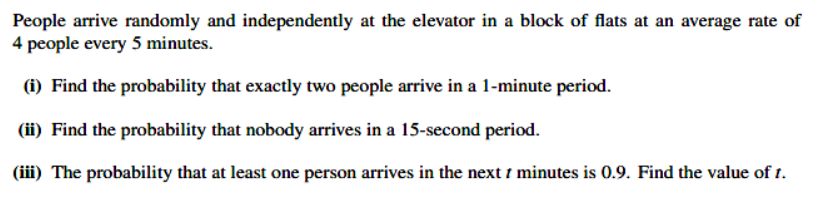 People arrive randomly and independently at the elevator in a block of flats at an average rate of
4 people every 5 minutes.
(i) Find the probability that exactly two people arrive in a 1-minute period.
(ii) Find the probability that nobody arrives in a 15-second period.
(iii) The probability that at least one person arrives in the next t minutes is 0.9. Find the value of t.